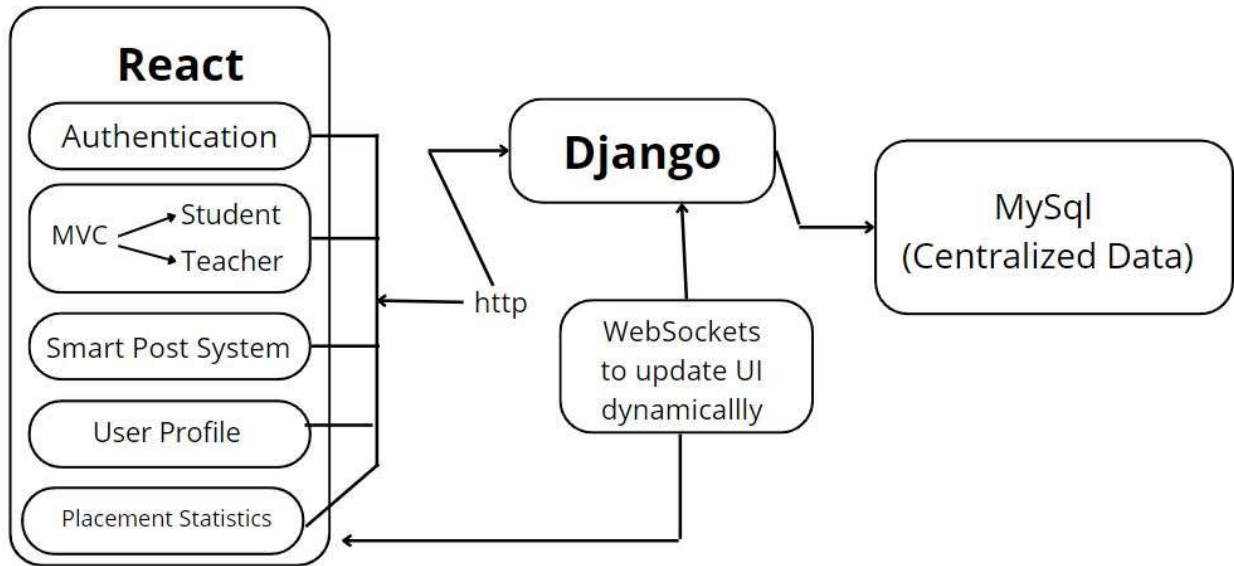 React
Authentication
MVC
Student
Teacher
Smart Post System
User Profile
Placement Statistics
http
Django
WebSockets
to update UI
dynamicallly
MySql
(Centralized Data)